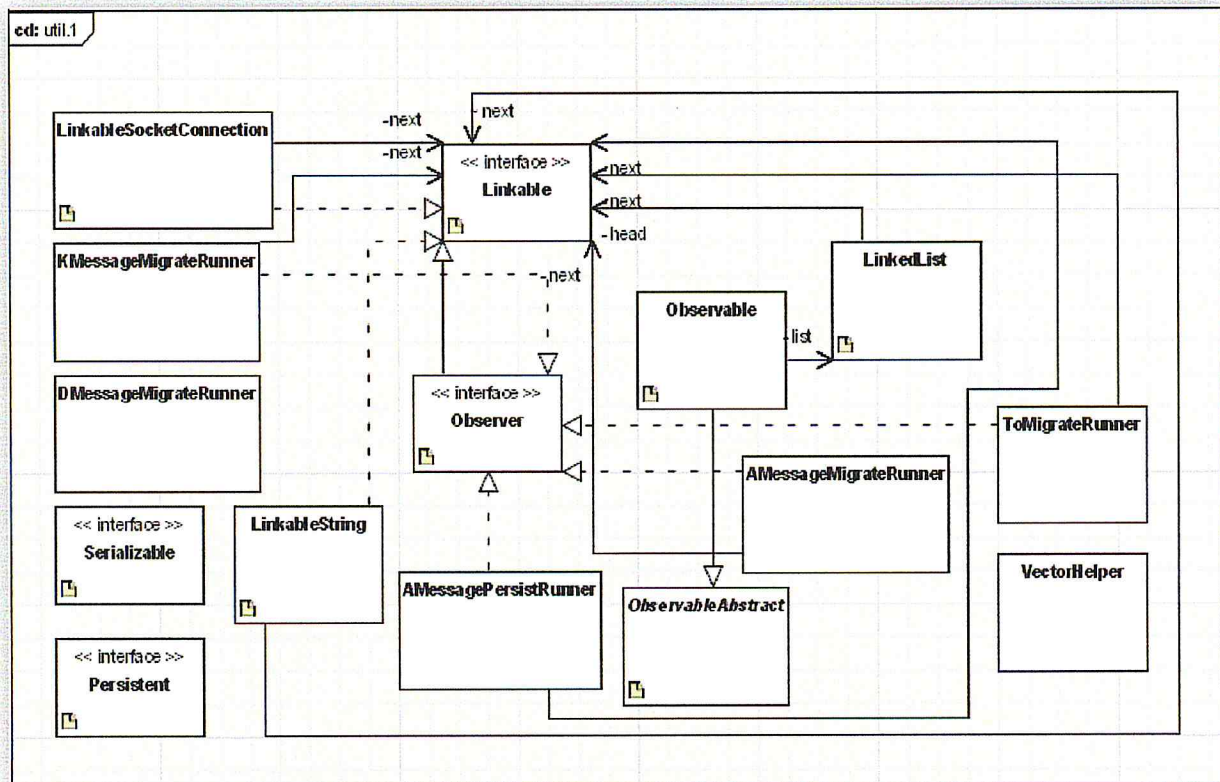 cd: util.1
- next
LinkableSocketConnection
-next
-next
<< interface >>
Linkable
next
next
-head
KMessageMigrateRunner
-next
LinkedList
Observable
-list
DMessageMigrateRunner
<< interface >>
Observer
ToMigrateRunner
AMessageMigrateRunner
<< interface >>
Serializable
LinkableString
AMessagePersistRunner
ObservableAbstract
VectorHelper
<< interface >>
Persistent